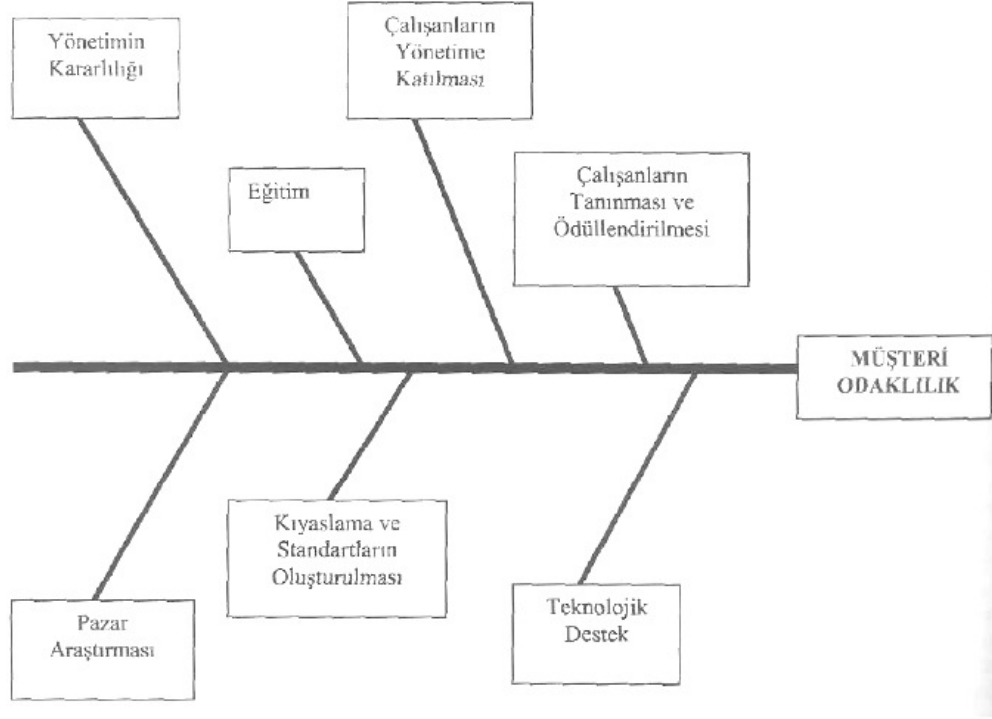 Yönetimin
Kararlılığı
Çalışanların
Yönetime
Katılması
Eğitim
Çalışanların
Tanınması ve
Ödüllendirilmesi
MÜŞTERİ
ODAKLILIK
Kıyaslama ve
Standartların
Oluşturulması
Pazar
Araştırması
Teknolojik
Destek